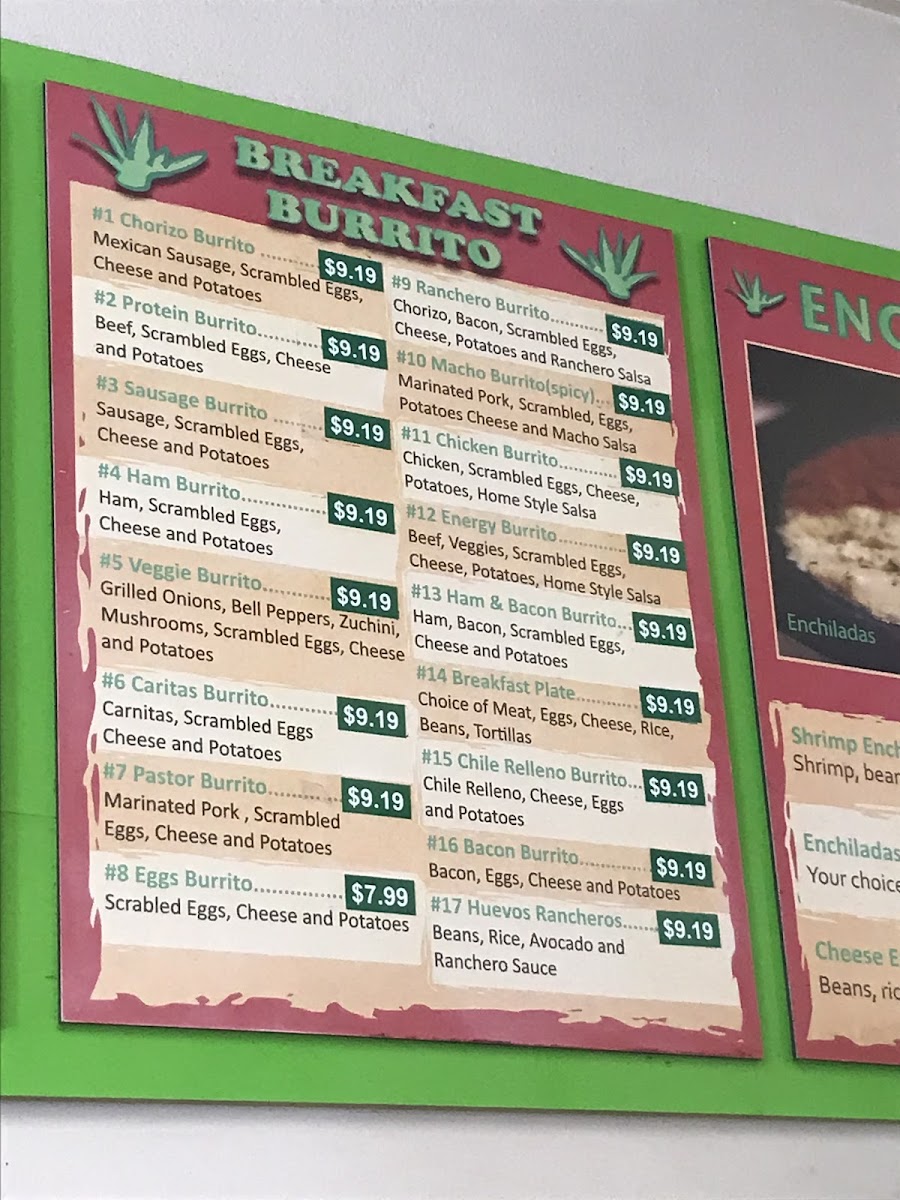 BREAKFAST
BURRITO
#1 Chorizo Burrito .......... $9.19
Mexican Sausage, Scrambled Eggs,
Cheese and Potatoes
#2 Protein Burrito.......... $9.19
Beef, Scrambled Eggs, Cheese
and Potatoes
#3 Sausage Burrito .......... $9.19
Sausage, Scrambled Eggs,
Cheese and Potatoes
#4 Ham Burrito.......... $9.19
Ham, Scrambled Eggs,
Cheese and Potatoes
#5 Veggie Burrito.......... $9.19
Grilled Onions, Bell Peppers, Zuchini,
Mushrooms, Scrambled Eggs, Cheese
and Potatoes
#6 Caritas Burrito.......... $9.19
Carnitas, Scrambled Eggs
Cheese and Potatoes
#7 Pastor Burrito.......... $9.19
Marinated Pork , Scrambled
Eggs, Cheese and Potatoes
#8 Eggs Burrito.......... $7.99
Scrabled Eggs, Cheese and Potatoes
#9 Ranchero Burrito.......... $9.19
Chorizo, Bacon, Scrambled Eggs,
Cheese, Potatoes and Ranchero Salsa
#10 Macho Burrito(spicy)... $9.19
Marinated Pork, Scrambled, Eggs,
Potatoes Cheese and Macho Salsa
#11 Chicken Burrito.......... $9.19
Chicken, Scrambled Eggs, Cheese,
Potatoes, Home Style Salsa
#12 Energy Burrito.......... $9.19
Beef, Veggies, Scrambled Eggs,
Cheese, Potatoes, Home Style Salsa
#13 Ham & Bacon Burrito... $9.19
Ham, Bacon, Scrambled Eggs,
Cheese and Potatoes
#14 Breakfast Plate.......... $9.19
Choice of Meat, Eggs, Cheese, Rice,
Beans, Tortillas
#15 Chile Relleno Burrito... $9.19
Chile Relleno, Cheese, Eggs
and Potatoes
#16 Bacon Burrito.......... $9.19
Bacon, Eggs, Cheese and Potatoes
#17 Huevos Rancheros....... $9.19
Beans, Rice, Avocado and
Ranchero Sauce
Enchiladas
Shrimp
Shrimp,
Enchiladas
Your
Cheese
Beans,